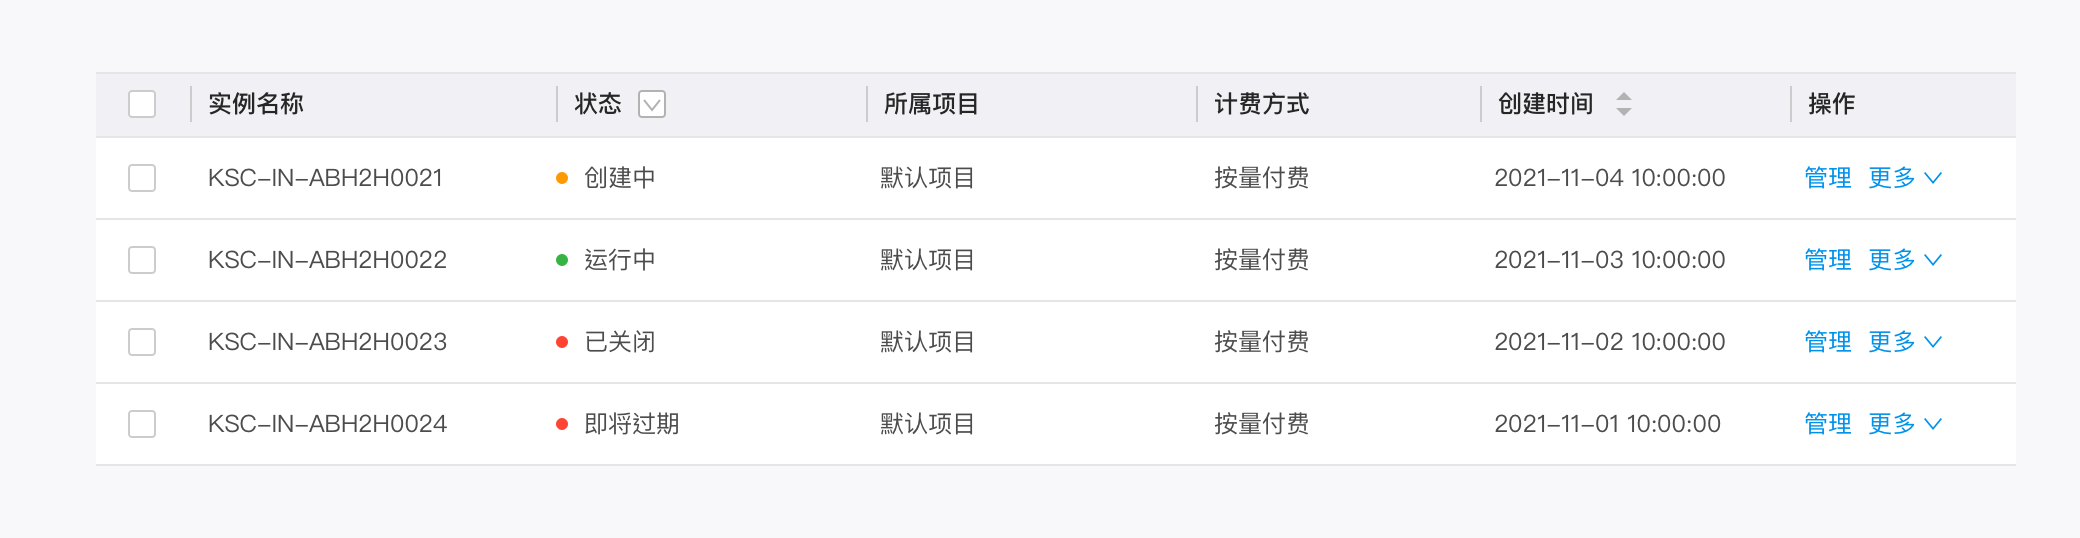 实例名称 状态 所属项目 计费方式 创建时间 操作
KSC-IN-ABH2H0021 创建中 默认项目 按量付费 2021-11-04 10:00:00 管理 更多
KSC-IN-ABH2H0022 运行中 默认项目 按量付费 2021-11-03 10:00:00 管理 更多
KSC-IN-ABH2H0023 已关闭 默认项目 按量付费 2021-11-02 10:00:00 管理 更多
KSC-IN-ABH2H0024 即将过期 默认项目 按量付费 2021-11-01 10:00:00 管理 更多